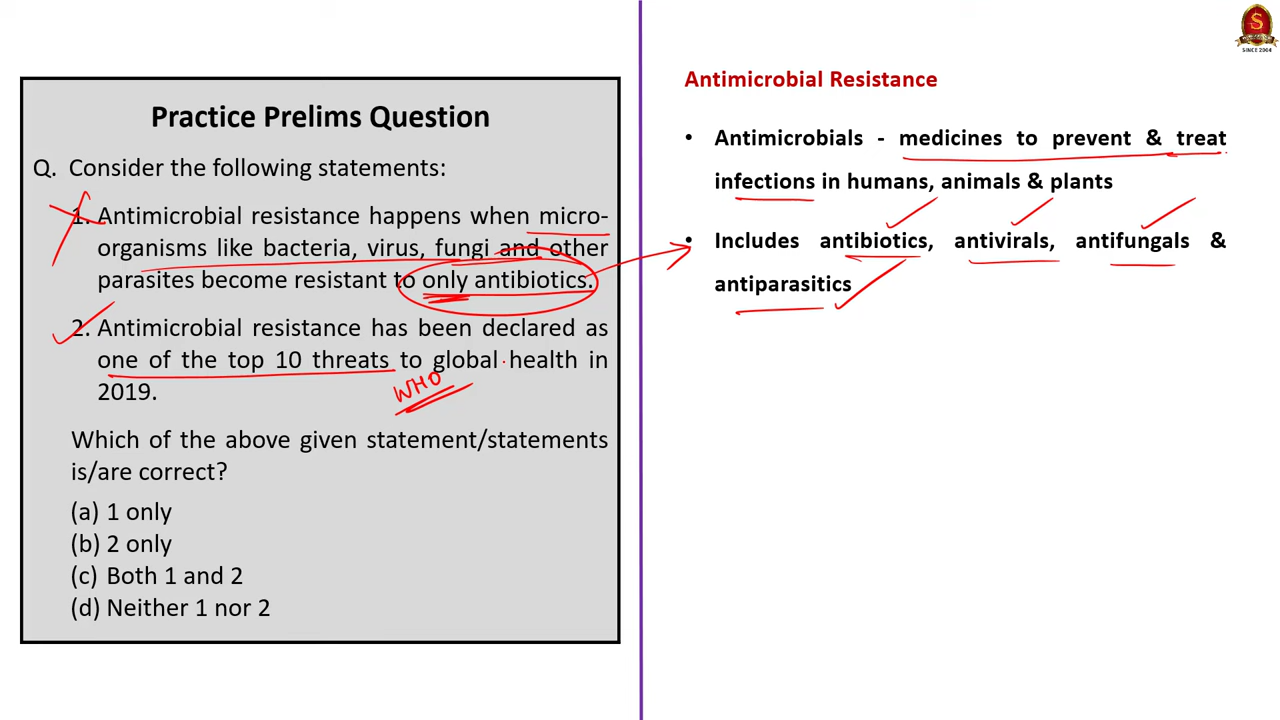 Practice Prelims Question
Q. Consider the following statements:
1. Antimicrobial resistance happens when micro-
organisms like bacteria, virus, fungi and other
parasites become resistant to only antibiotics.
2. Antimicrobial resistance has been declared as
one of the top 10 threats to global health in
2019.
WHO
Which of the above given statement/statements
is/are correct?
(a) 1 only
(b) 2 only
(c) Both 1 and 2
(d) Neither 1 nor 2
S
SINCE 2004
Antimicrobial Resistance
• Antimicrobials - medicines to prevent & treat
infections in humans, animals & plants
• Includes antibiotics, antivirals, antifungals &
antiparasitics